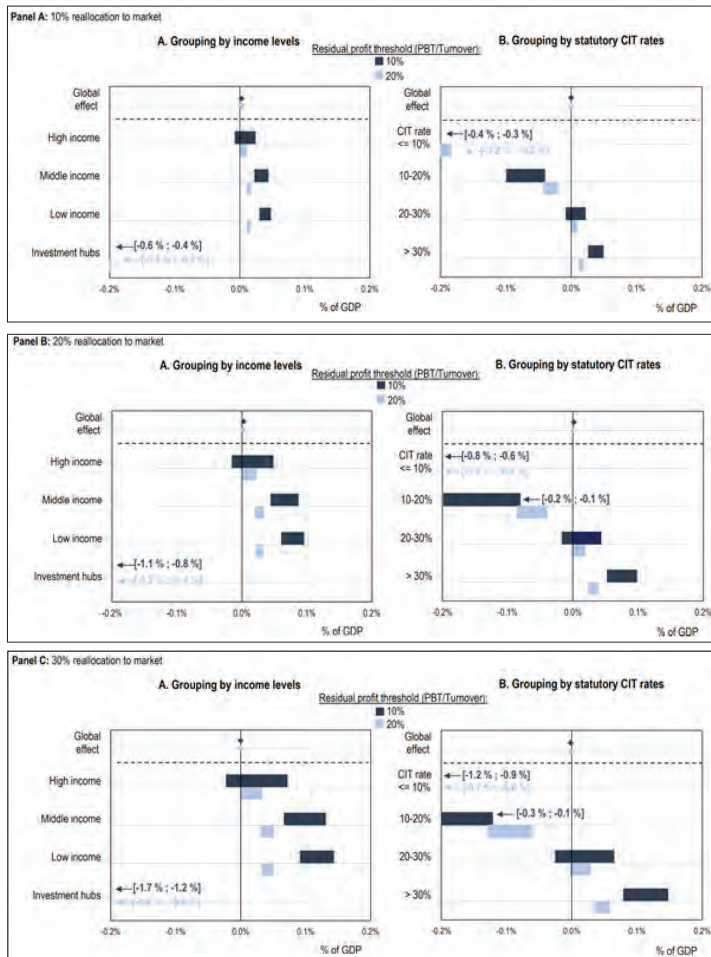 Panel A: 10% reallocation to market
A. Grouping by income levels
B. Grouping by statutory CIT rates
Residual profit threshold (PBT/Turnover):
10%
20%
Global
effect
High income
Middle income
Low income
Investment hubs
[-0.6 % ; -0.4 %]
-0.2%
-0.1%
0.0%
0.1%
0.2%
% of GDP
Global
effect
CIT rate
<= 10%
[-0.4 % ; -0.3 %]
10-20%
20-30%
> 30%
-0.2%
-0.1%
0.0%
0.1%
0.2%
% of GDP
Panel B: 20% reallocation to market
A. Grouping by income levels
B. Grouping by statutory CIT rates
Residual profit threshold (PBT/Turnover):
10%
20%
Global
effect
High income
Middle income
Low income
Investment hubs
[-1.1 % ; -0.8 %]
-0.2%
-0.1%
0.0%
0.1%
0.2%
% of GDP
Global
effect
CIT rate
<= 10%
[-0.8 % ; -0.6 %]
10-20%
[-0.2 % ; -0.1 %]
20-30%
> 30%
-0.2%
-0.1%
0.0%
0.1%
0.2%
% of GDP
Panel C: 30% reallocation to market
A. Grouping by income levels
B. Grouping by statutory CIT rates
Residual profit threshold (PBT/Turnover):
10%
20%
Global
effect
High income
Middle income
Low income
Investment hubs
[-1.7 % ; -1.2 %]
-0.2%
-0.1%
0.0%
0.1%
0.2%
% of GDP
Global
effect
CIT rate
<= 10%
[-1.2 % ; -0.9 %]
10-20%
[-0.3 % ; -0.1 %]
20-30%
> 30%
-0.2%
-0.1%
0.0%
0.1%
0.2%
% of GDP